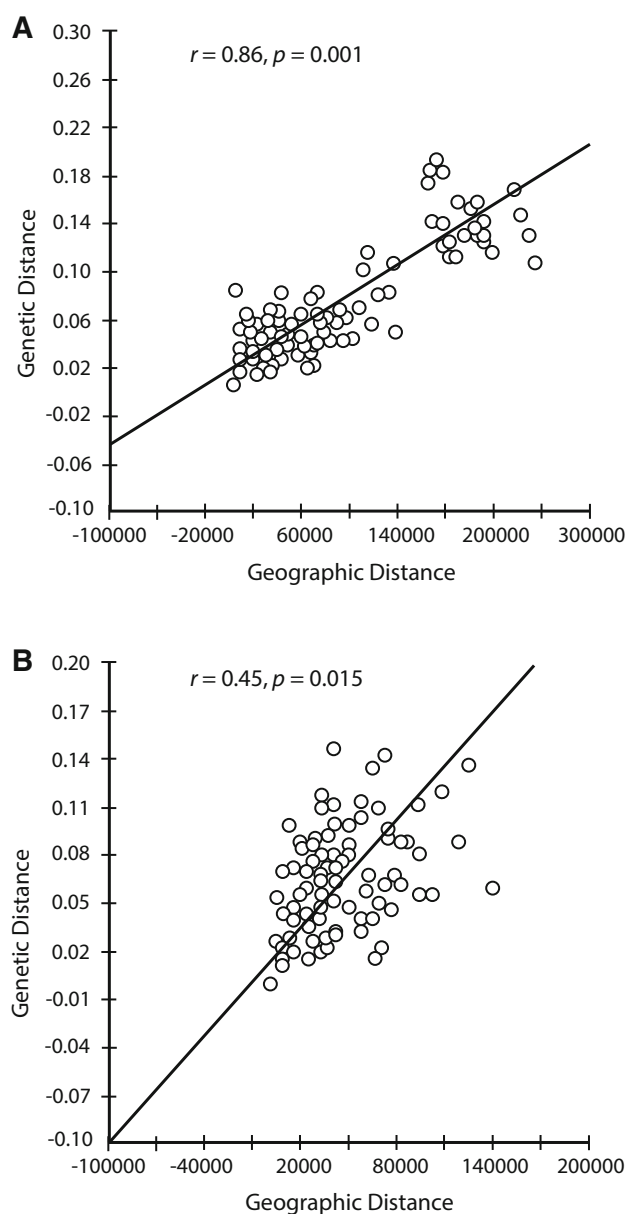 A
r = 0.86, p = 0.001
0.30
0.26
0.22
0.18
0.14
0.10
0.06
0.02
-0.02
-0.06
-0.10
Genetic Distance
-100000 -20000 60000 140000 200000 300000
Geographic Distance
B
r = 0.45, p = 0.015
0.20
0.17
0.14
0.11
0.08
0.05
0.02
-0.01
-0.04
-0.07
-0.10
Genetic Distance
-100000 -40000 20000 80000 140000 200000
Geographic Distance